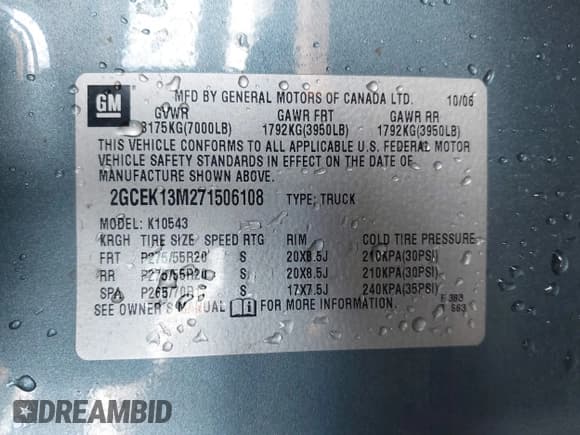 GM
MFD BY GENERAL MOTORS OF CANADA LTD. 10/06
GVWR GAWR FRT GAWR RR
3175KG(7000LB) 1792KG(3950LB) 1792KG(3950LB)
THIS VEHICLE CONFORMS TO ALL APPLICABLE U.S. FEDERAL MOTOR
VEHICLE SAFETY STANDARDS IN EFFECT ON THE DATE OF
MANUFACTURE SHOWN ABOVE.
2GCEK13M271506108 TYPE: TRUCK
MODEL: K10543
KRGH TIRE SIZE SPEED RTG RIM COLD TIRE PRESSURE
FRT P275/55R20 S 20X8.5J 210KPA(30PSI)
RR P275/55R20 S 20X8.5J 210KPA(30PSI)
SPA P265/70R S 17X7.5J 240KPA(35PSI)
SEE OWNER'S MANUAL FOR MORE INFORMATION.
DREAMBID